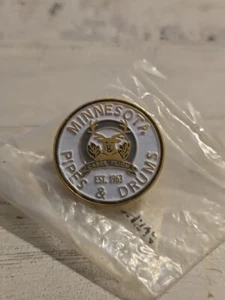 MINNESOTA
EST. 1963
PIPES & DRUMS